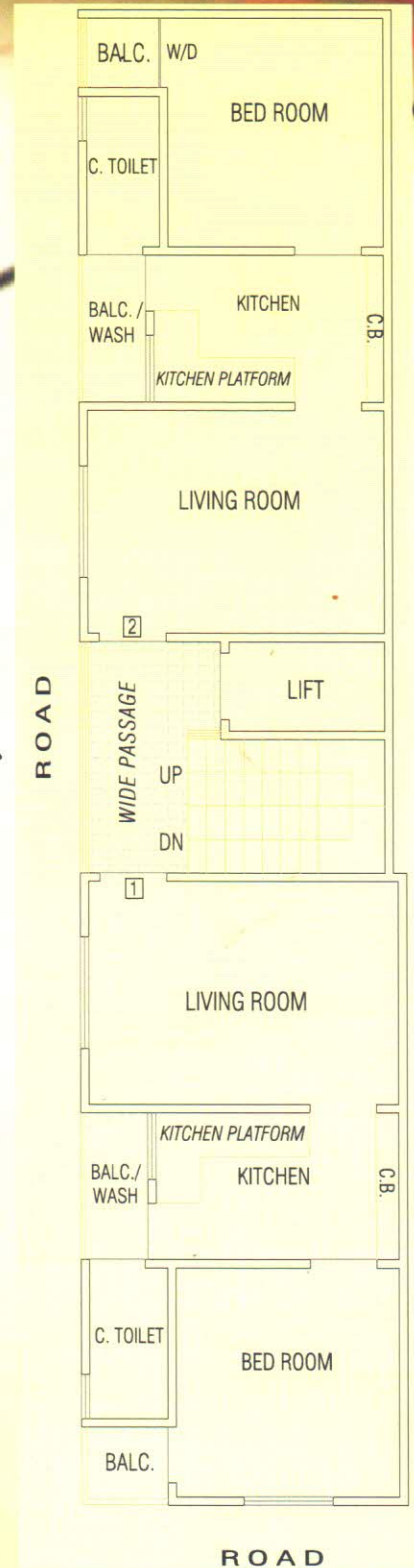 BALC. W/D
BED ROOM
C. TOILET
BALC. /
WASH
KITCHEN
C.B.
KITCHEN PLATFORM
LIVING ROOM
2
ROAD
WIDE PASSAGE
LIFT
UP
DN
1
LIVING ROOM
KITCHEN PLATFORM
BALC./
WASH
KITCHEN
C.B.
C. TOILET
BED ROOM
BALC.
ROAD